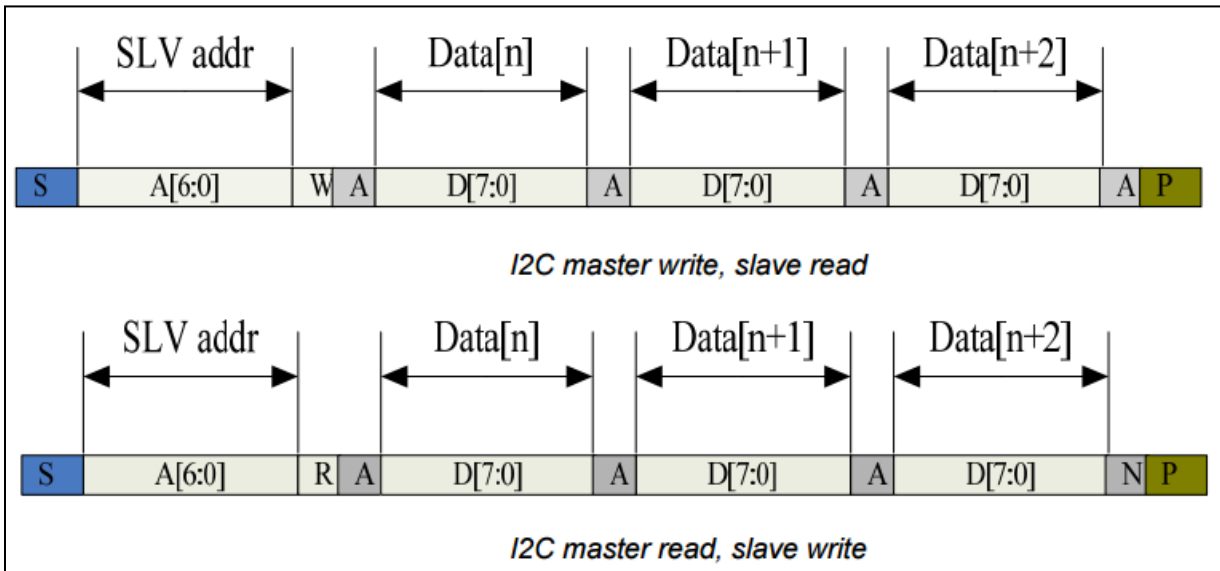 SLV addr Data[n] Data[n+1] Data[n+2]
S A[6:0] W A D[7:0] A D[7:0] A D[7:0] A P
I2C master write, slave read
SLV addr Data[n] Data[n+1] Data[n+2]
S A[6:0] R A D[7:0] A D[7:0] A D[7:0] N P
I2C master read, slave write